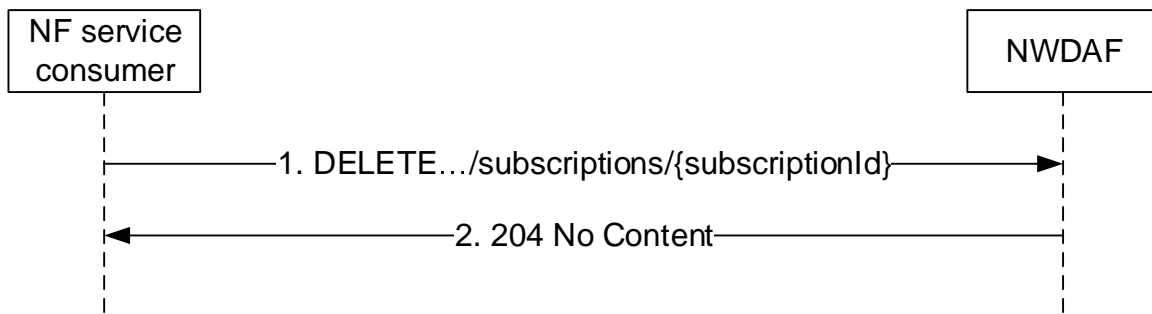 NF service
consumer
NWDAF
1. DELETE…/subscriptions/{subscriptionId}
2. 204 No Content